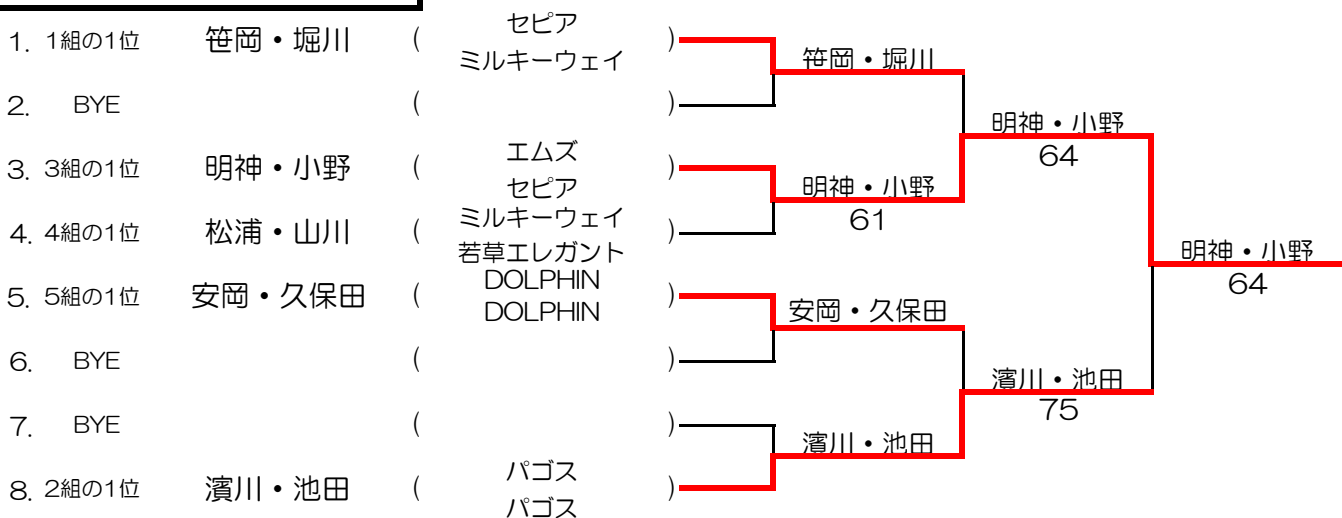 1. 1組の1位 笹岡・堀川 ( セピア )
ミルキーウェイ
笹岡・堀川
2. BYE ( )
明神・小野
64
3. 3組の1位 明神・小野 ( エムズ )
セピア
明神・小野
61
4. 4組の1位 松浦・山川 ( ミルキーウェイ )
若草エレガント
明神・小野
64
5. 5組の1位 安岡・久保田 ( DOLPHIN )
DOLPHIN
安岡・久保田
6. BYE ( )
濱川・池田
75
7. BYE ( )
濱川・池田
8. 2組の1位 濱川・池田 ( パゴス )
パゴス